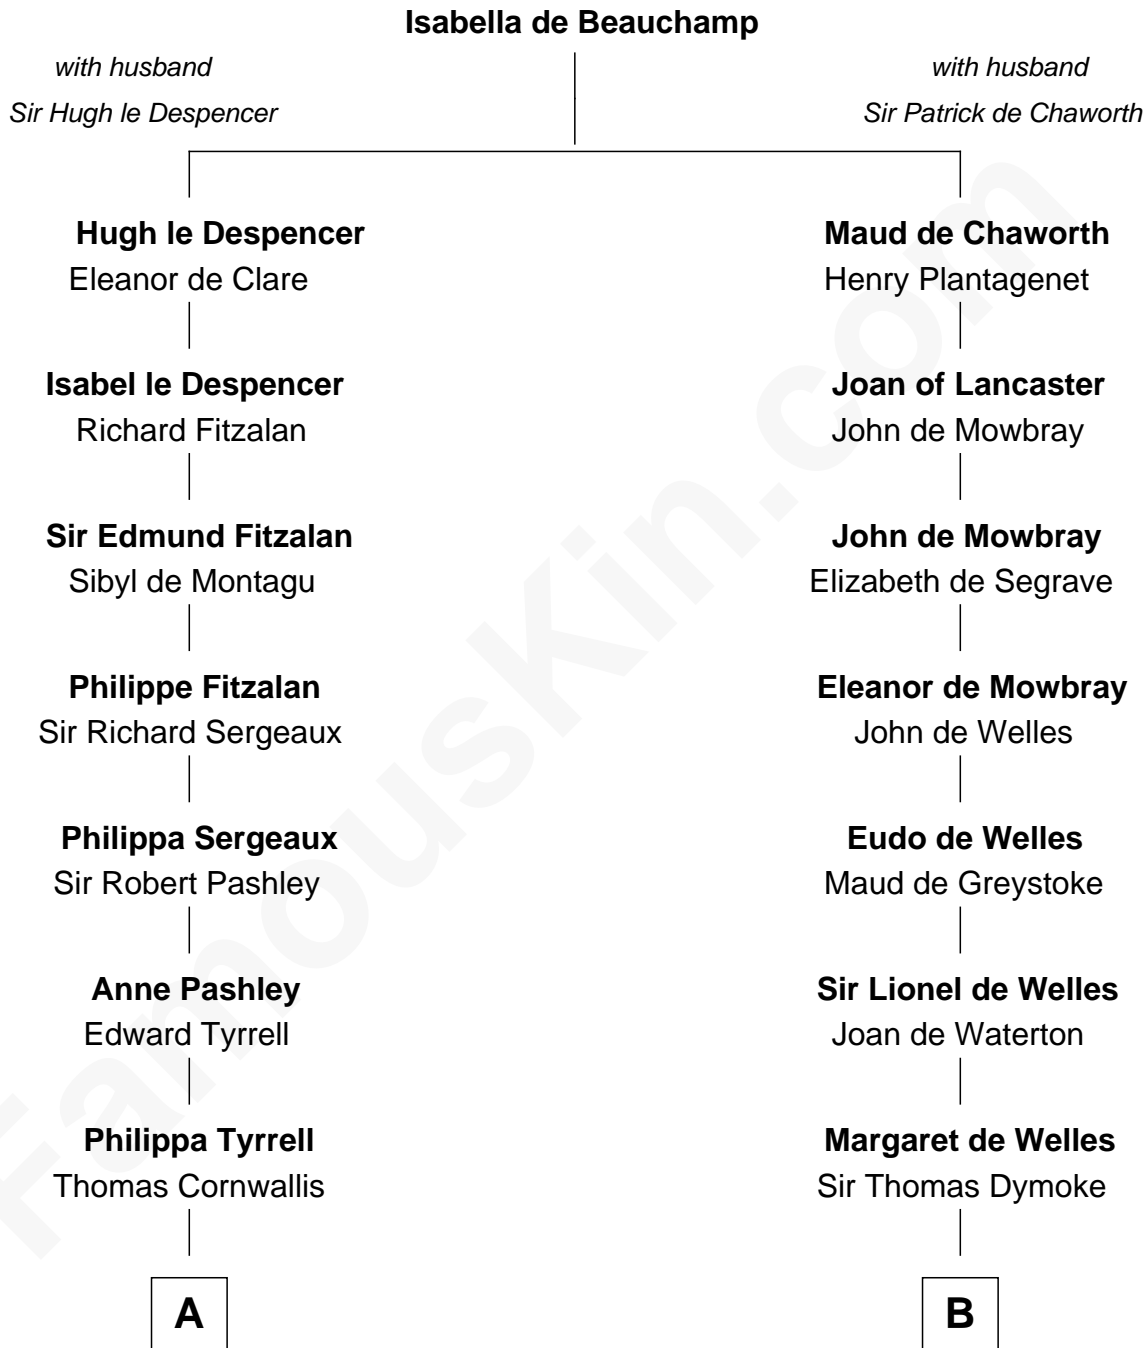 Isabella de Beauchamp
with husband
Sir Hugh le Despencer
with husband
Sir Patrick de Chaworth
Hugh le Despencer
Eleanor de Clare
Isabel le Despencer
Richard Fitzalan
Sir Edmund Fitzalan
Sibyl de Montagu
Philippe Fitzalan
Sir Richard Sergeaux
Philippa Sergeaux
Sir Robert Pashley
Anne Pashley
Edward Tyrrell
Philippa Tyrrell
Thomas Cornwallis
A
Maud de Chaworth
Henry Plantagenet
Joan of Lancaster
John de Mowbray
John de Mowbray
Elizabeth de Segrave
Eleanor de Mowbray
John de Welles
Eudo de Welles
Maud de Greystoke
Sir Lionel de Welles
Joan de Waterton
Margaret de Welles
Sir Thomas Dymoke
B
FamousKin.com